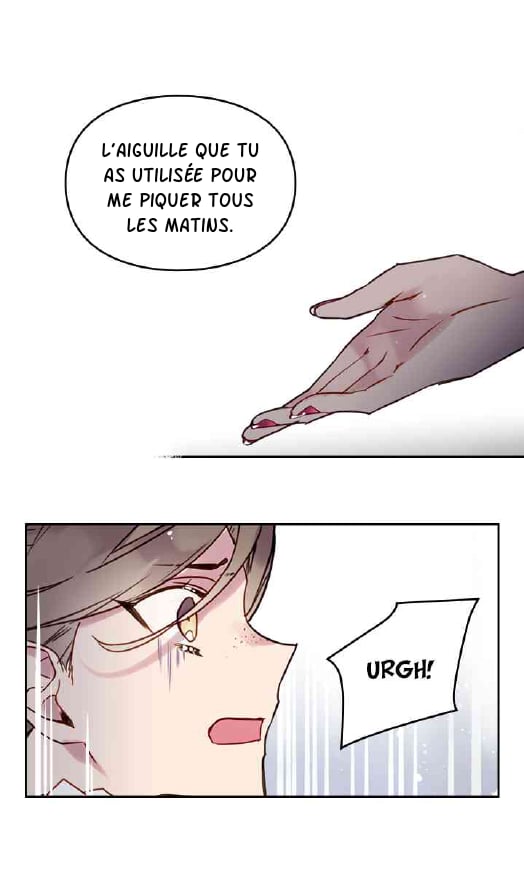 L'AIGUILLE QUE TU
AS UTILISÉE POUR
ME PIQUER TOUS
LES MATINS.
URGH!